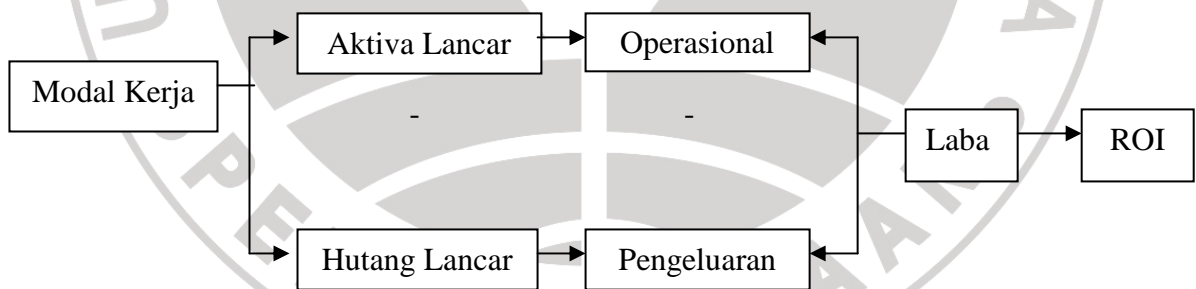 Aktiva Lancar
Operasional
Modal Kerja
-
-
Laba
ROI
Hutang Lancar
Pengeluaran